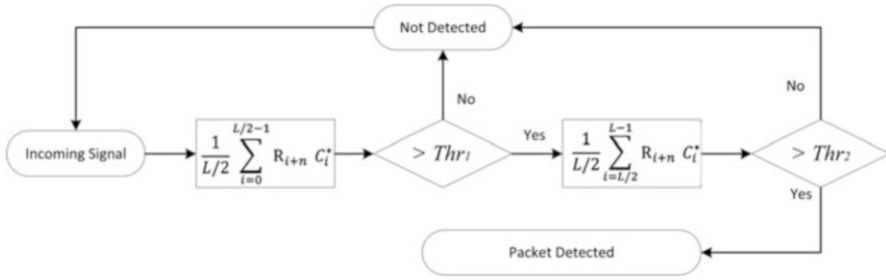 Not Detected
No
No
Incoming Signal
$\frac{1}{L/2} \sum_{i=0}^{L/2-1} R_{i+n} C_i^*$
> Thr₁
Yes
$\frac{1}{L/2} \sum_{i=L/2}^{L-1} R_{i+n} C_i^*$
> Thr₂
Yes
Packet Detected